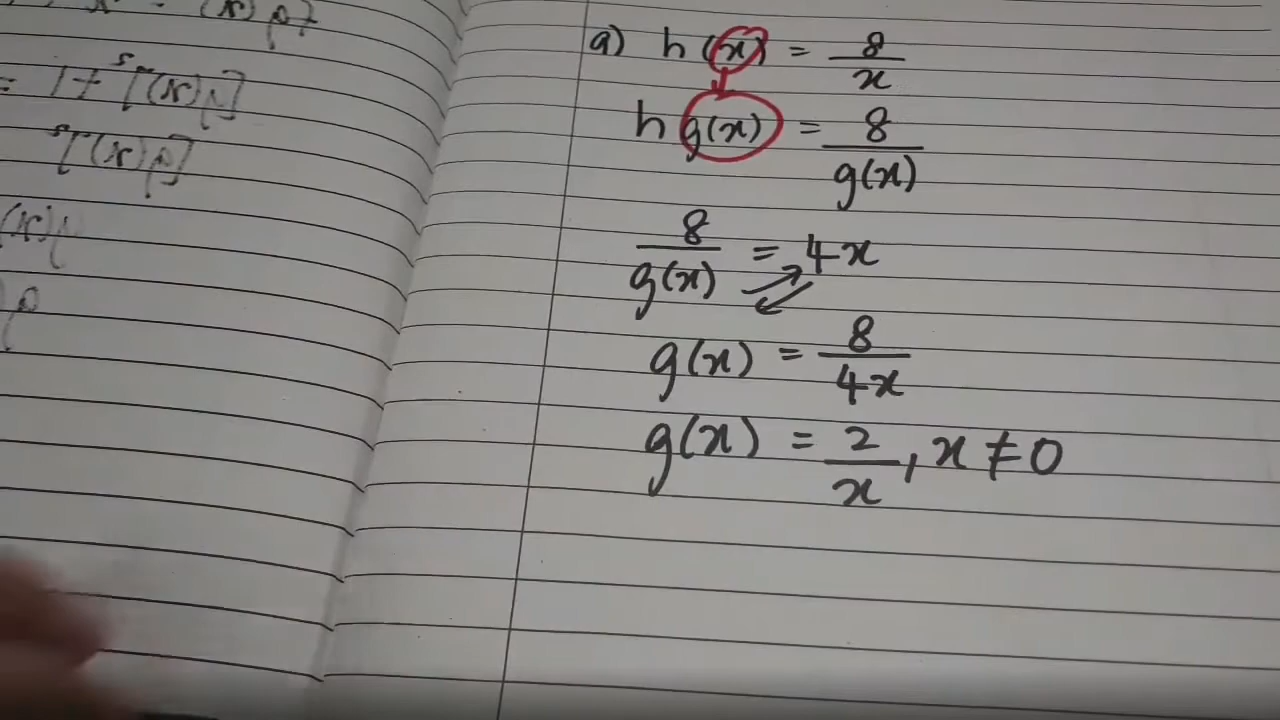 a) h(x) = 8/x
h g(x) = 8/g(x)
8/g(x) = 4x
g(x) = 8/4x
g(x) = 2/x, x ≠ 0